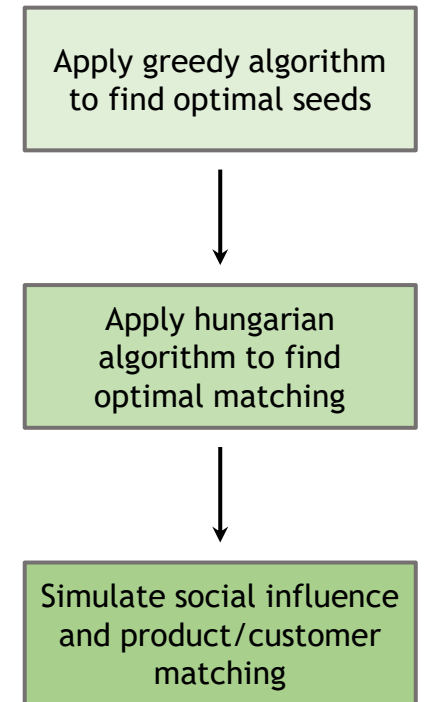 Apply greedy algorithm
to find optimal seeds
Apply hungarian
algorithm to find
optimal matching
Simulate social influence
and product/customer
matching